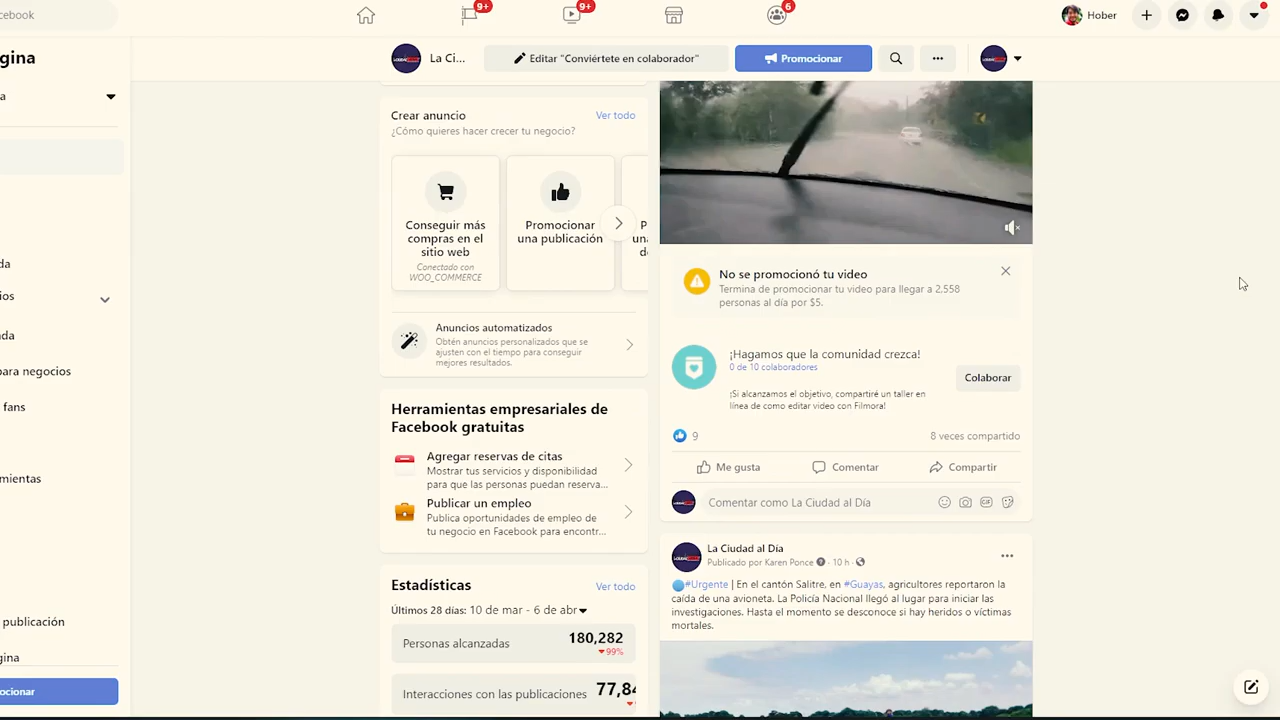 cebook
9+
9+
6
Hober
gina
La Ci...
Editar "Conviértete en colaborador"
Promocionar
a
da
ios
da
para negocios
fans
mientas
publicación
gina
ocionar
Crear anuncio
Ver todo
¿Cómo quieres hacer crecer tu negocio?
Conseguir más
compras en el
sitio web
Conectado con
WOO_COMMERCE
Promocionar
una publicación
P
una
de
Anuncios automatizados
Obtén anuncios personalizados que se
ajusten con el tiempo para conseguir
mejores resultados.
Herramientas empresariales de
Facebook gratuitas
Agregar reservas de citas
Mostrar tus servicios y disponibilidad
para que las personas puedan reserva...
Publicar un empleo
Publica oportunidades de empleo de
tu negocio en Facebook para encontr...
Estadísticas
Ver todo
Últimos 28 días: 10 de mar - 6 de abr
Personas alcanzadas
180,282
99%
Interacciones con las publicaciones
77,84
No se promocionó tu video
Termina de promocionar tu video para llegar a 2.558
personas al día por $5.
¡Hagamos que la comunidad crezca!
0 de 10 colaboradores
Colaborar
¡Si alcanzamos el objetivo, compartiré un taller en
línea de como editar video con Filmora!
9
8 veces compartido
Me gusta
Comentar
Compartir
Comentar como La Ciudad al Día
GIF
La Ciudad al Día
Publicado por Karen Ponce · 10 h ·
#Urgente | En el cantón Salitre, en #Guayas, agricultores reportaron la
caída de una avioneta. La Policía Nacional llegó al lugar para iniciar las
investigaciones. Hasta el momento se desconoce si hay heridos o víctimas
mortales.